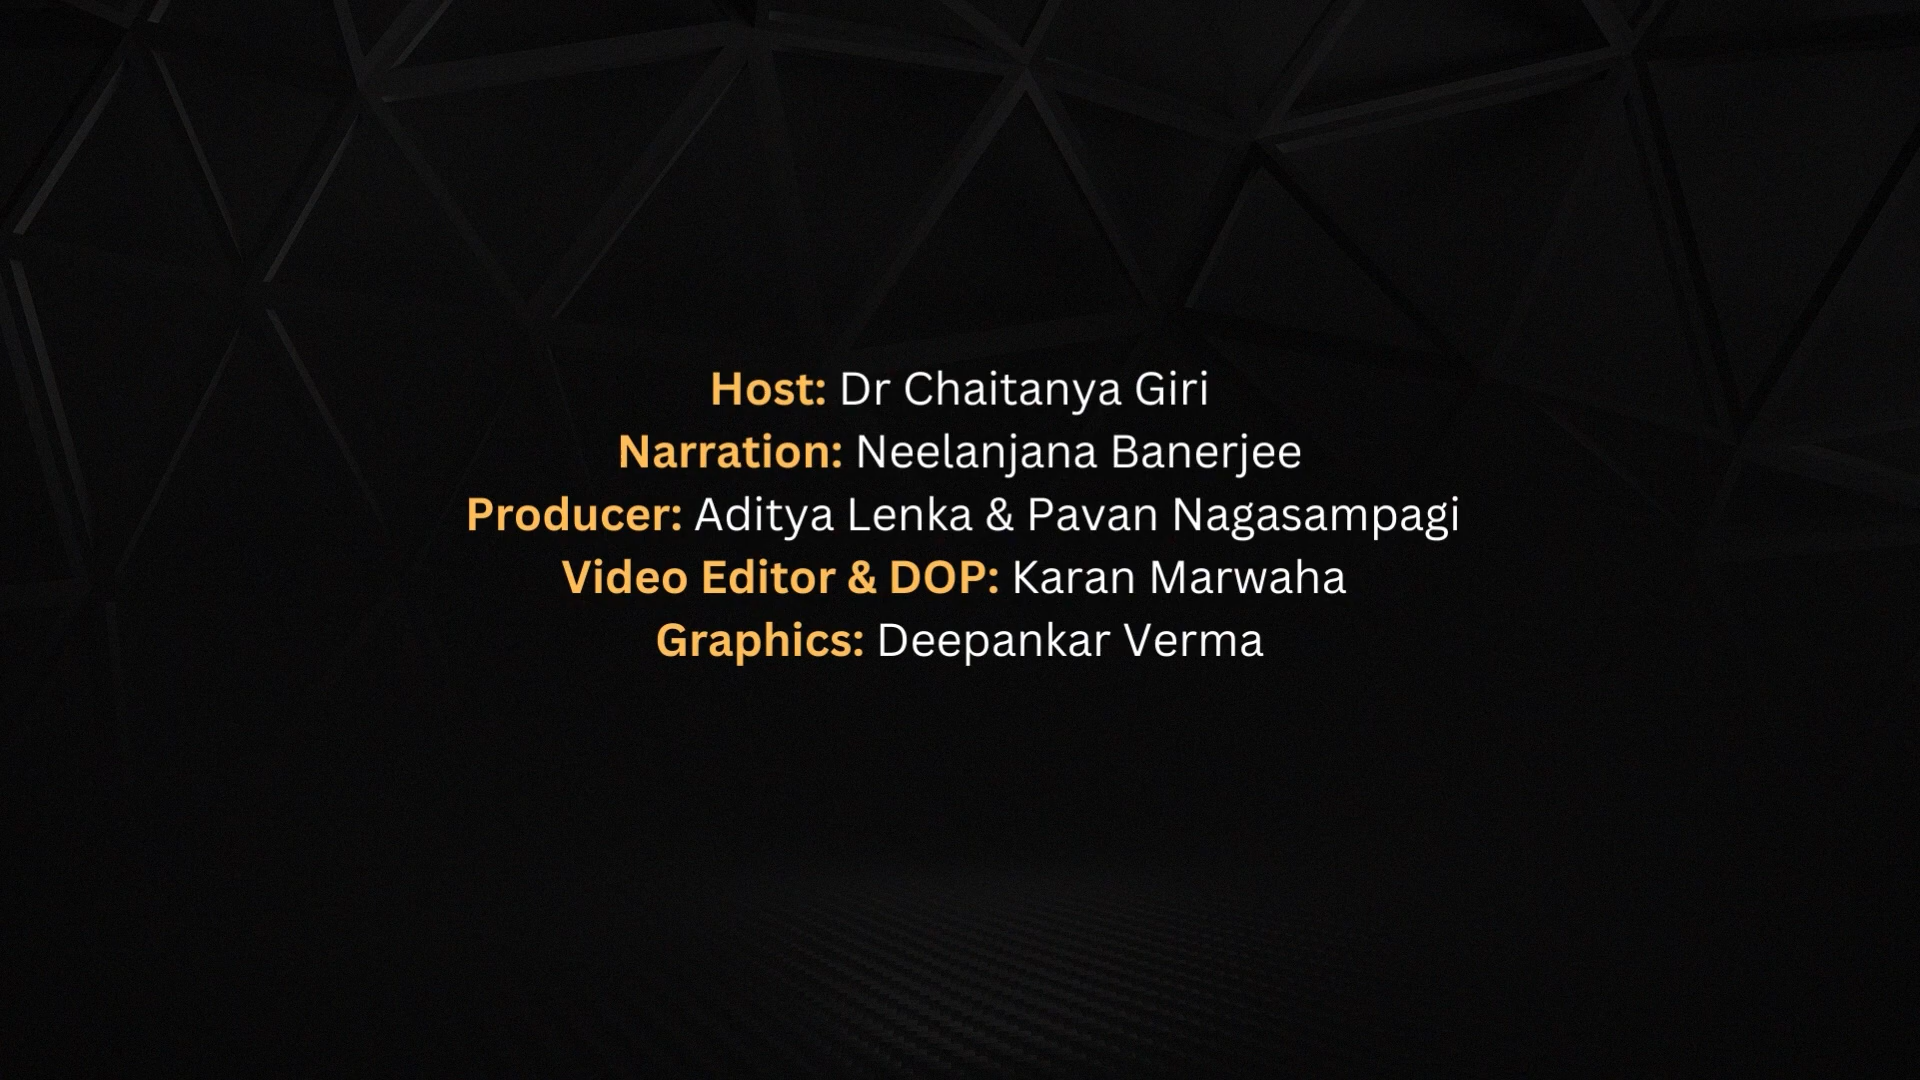 Host: Dr Chaitanya Giri
Narration: Neelanjana Banerjee
Producer: Aditya Lenka & Pavan Nagasampagi
Video Editor & DOP: Karan Marwaha
Graphics: Deepankar Verma